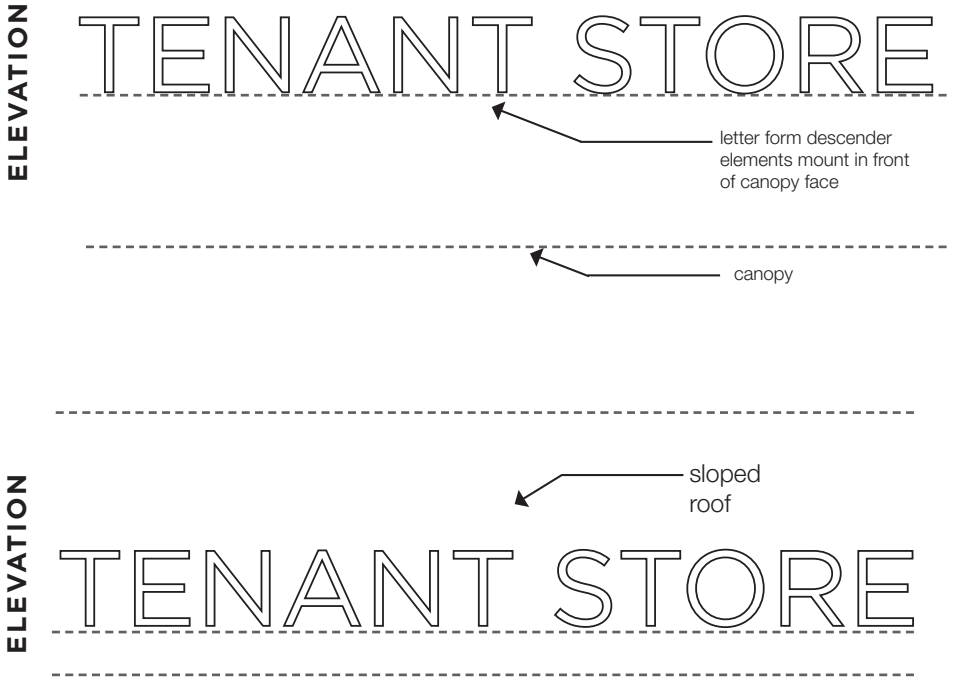 ELEVATION
TENANT STORE
letter form descender
elements mount in front
of canopy face
canopy
ELEVATION
sloped
roof
TENANT STORE